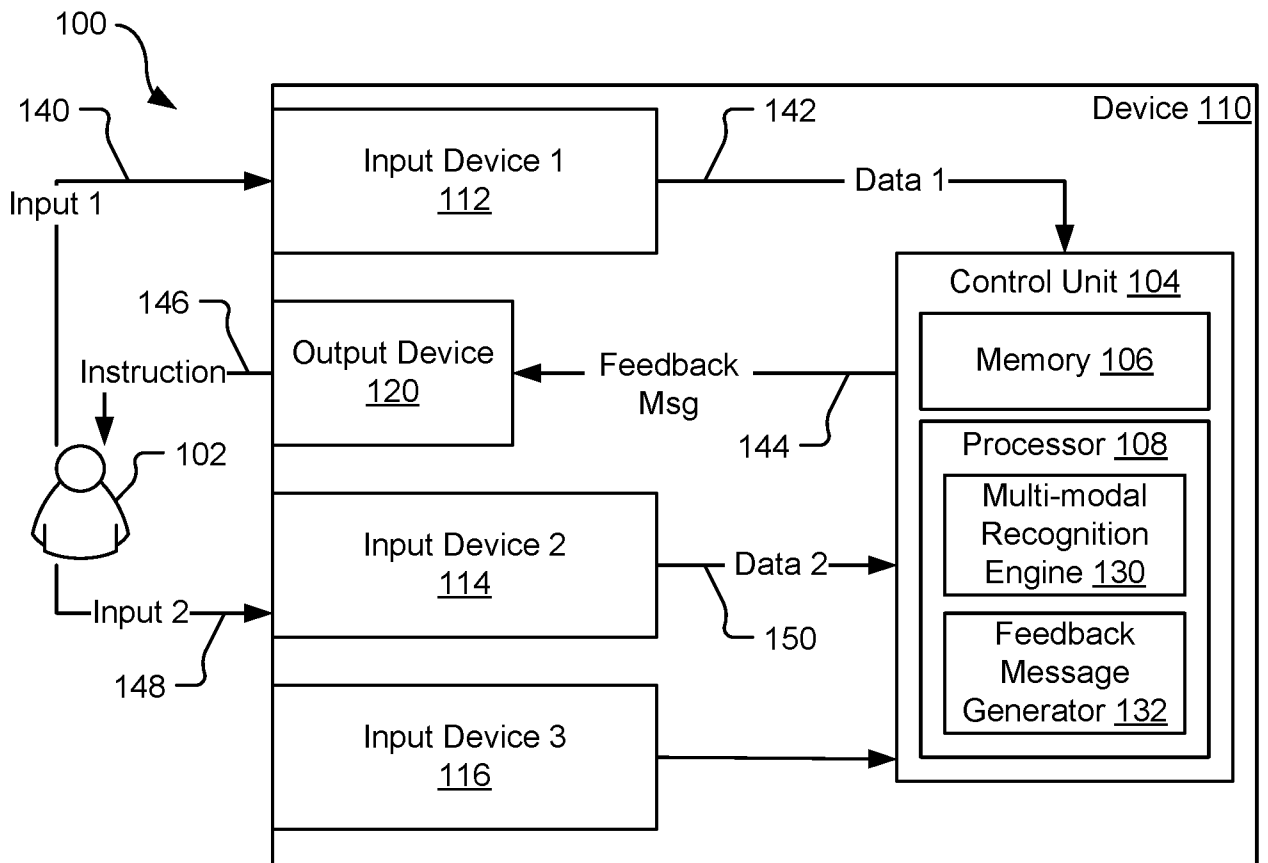 100
Device 110
140
142
Input Device 1
112
Data 1
Input 1
Control Unit 104
146
Output Device
120
Feedback
Msg
Memory 106
Instruction
144
Processor 108
102
Multi-modal
Recognition
Engine 130
Input Device 2
114
Data 2
Input 2
150
Feedback
Message
Generator 132
148
Input Device 3
116